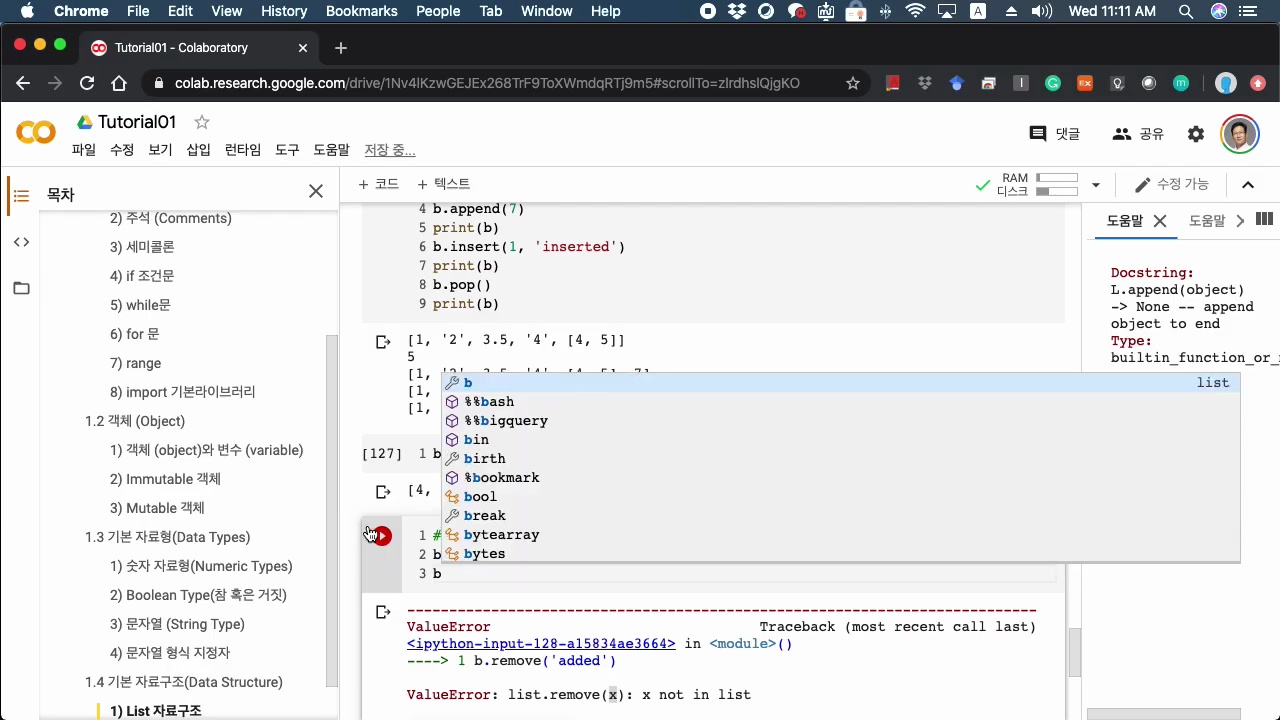 Chrome File Edit View History Bookmarks People Tab Window Help A Wed 11:11 AM
Tutorial01 - Colaboratory
colab.research.google.com/drive/1Nv4lKzwGEJEx268TrF9ToXWmdqRTj9m5#scrollTo=zlrdhslQjgKO
Tutorial01
댓글 공유
파일 수정 보기 삽입 런타임 도구 도움말 저장 중...
목차
+ 코드 + 텍스트
RAM
디스크
수정 가능
2) 주석 (Comments)
3) 세미콜론
4) if 조건문
5) while문
6) for 문
7) range
8) import 기본라이브러리
1.2 객체 (Object)
1) 객체 (object)와 변수 (variable)
2) Immutable 객체
3) Mutable 객체
1.3 기본 자료형(Data Types)
1) 숫자 자료형(Numeric Types)
2) Boolean Type(참 혹은 거짓)
3) 문자열 (String Type)
4) 문자열 형식 지정자
1.4 기본 자료구조(Data Structure)
1) List 자료구조
4 b.append(7)
5 print(b)
6 b.insert(1, 'inserted')
7 print(b)
8 b.pop()
9 print(b)
[1, '2', 3.5, '4', [4, 5]]
5
[1, '2', 3.5, '4', [4, 5], 7]
[1,
[1,
b list
%%bash
%%bigquery
bin
birth
%bookmark
bool
break
bytearray
bytes
[127] 1 b
[4,
1 #
2 b
3 b
ValueError Traceback (most recent call last)
<ipython-input-128-a15834ae3664> in <module>()
----> 1 b.remove('added')
ValueError: list.remove(x): x not in list
도움말 도움말
Docstring:
L.append(object)
-> None -- append
object to end
Type:
builtin_function_or_